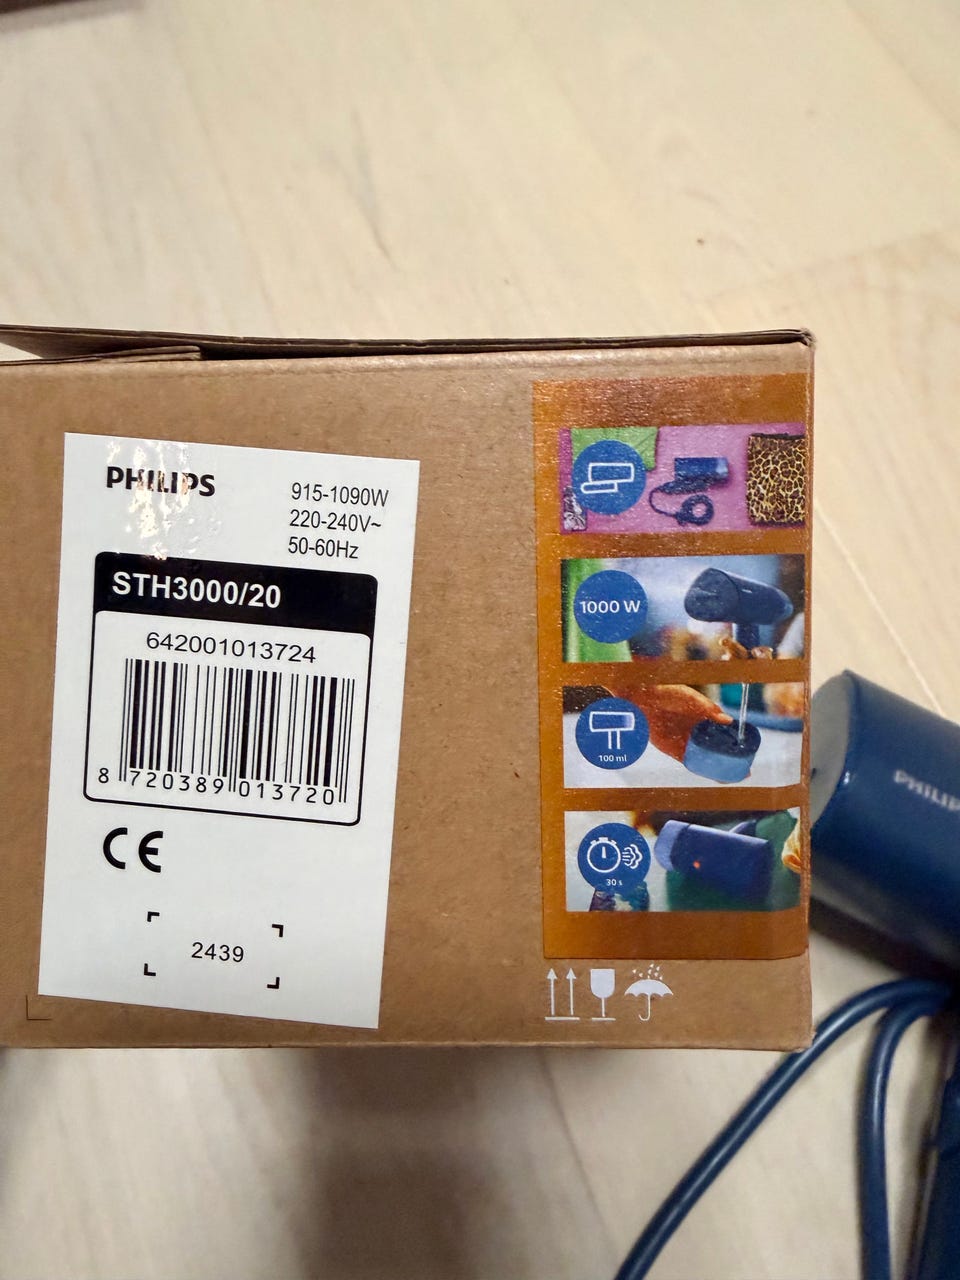 PHILIPS
915-1090W
220-240V~
50-60Hz
STH3000/20
642001013724
8 720389 013720
CE
2439
1000 W
100 ml
30 s
PHILIP